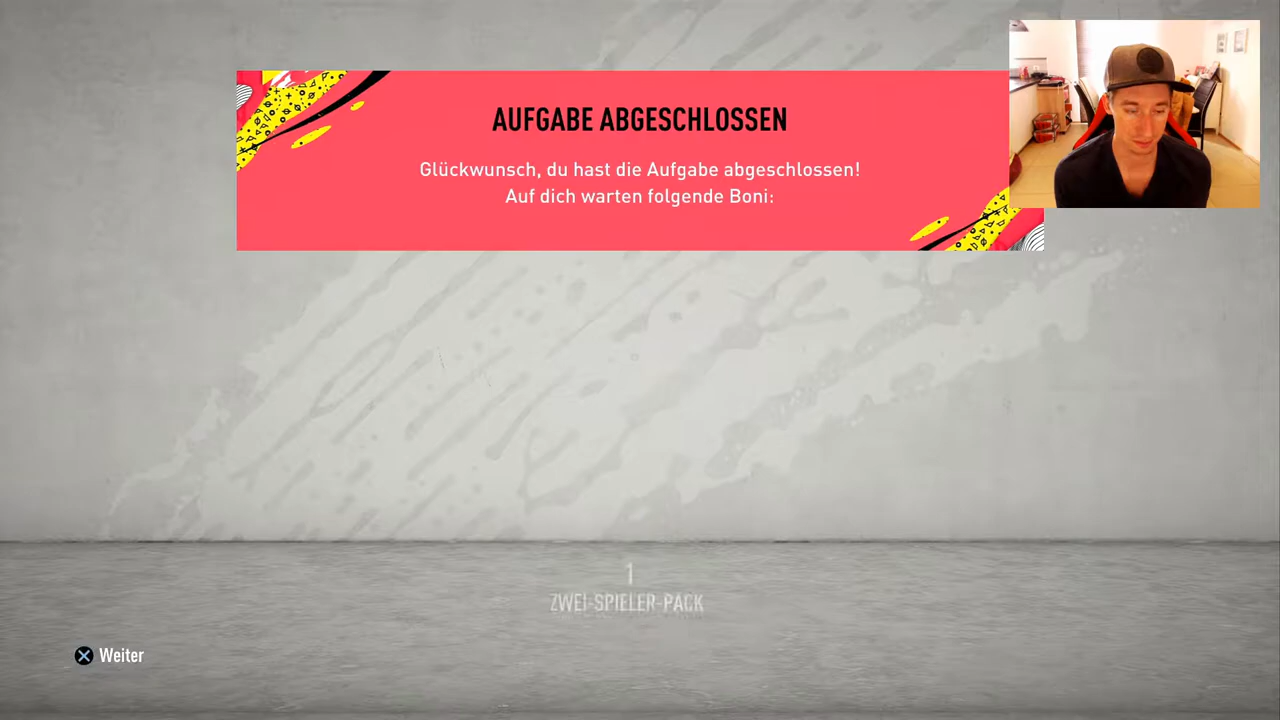 AUFGABE ABGESCHLOSSEN
Glückwunsch, du hast die Aufgabe abgeschlossen!
Auf dich warten folgende Boni:
1
ZWEI-SPIELER-PACK
Weiter